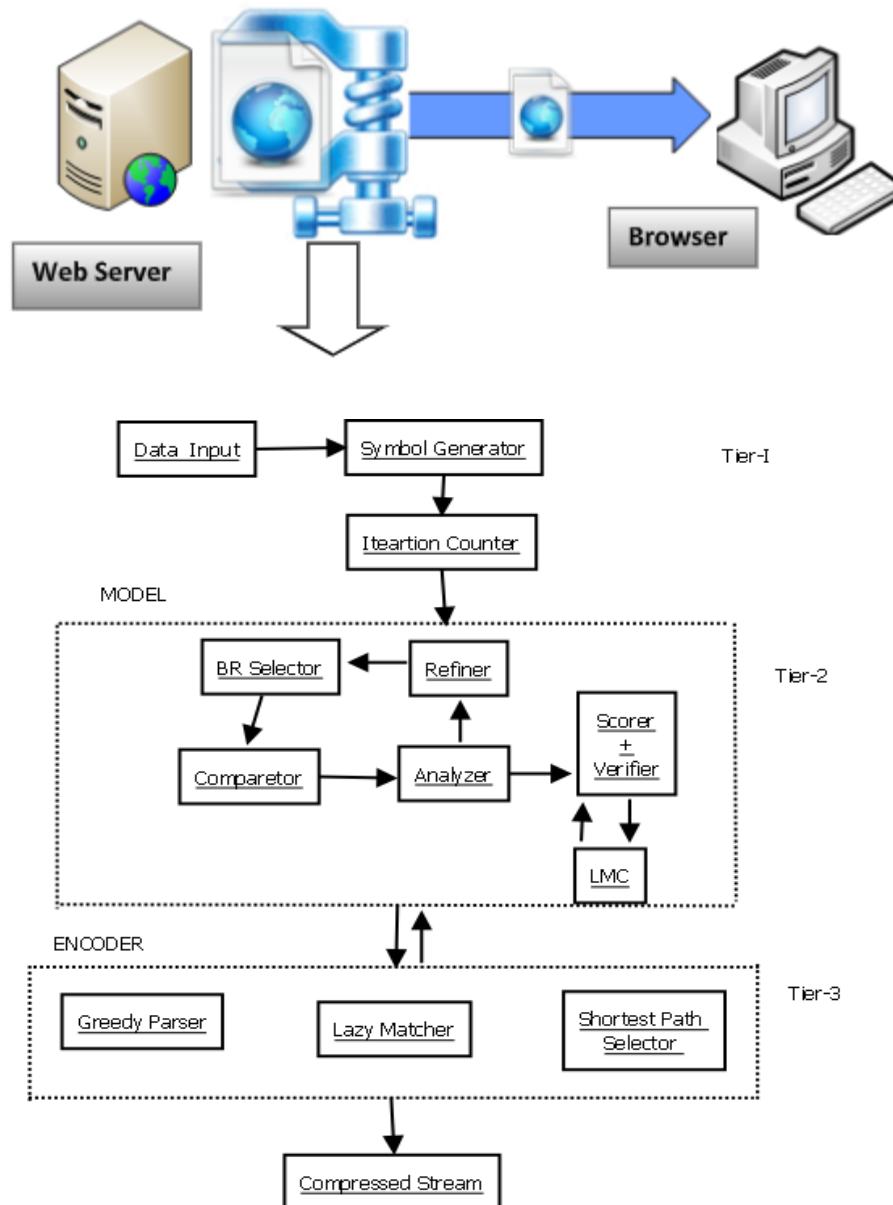 Web Server
Browser
Data Input
Symbol Generator
Tier-I
Iteartion Counter
MODEL
BR Selector
Refiner
Tier-2
Scorer
+
Verifier
Comparetor
Analyzer
LMC
ENCODER
Tier-3
Greedy Parser
Lazy Matcher
Shortest Path
Selector
Compressed Stream